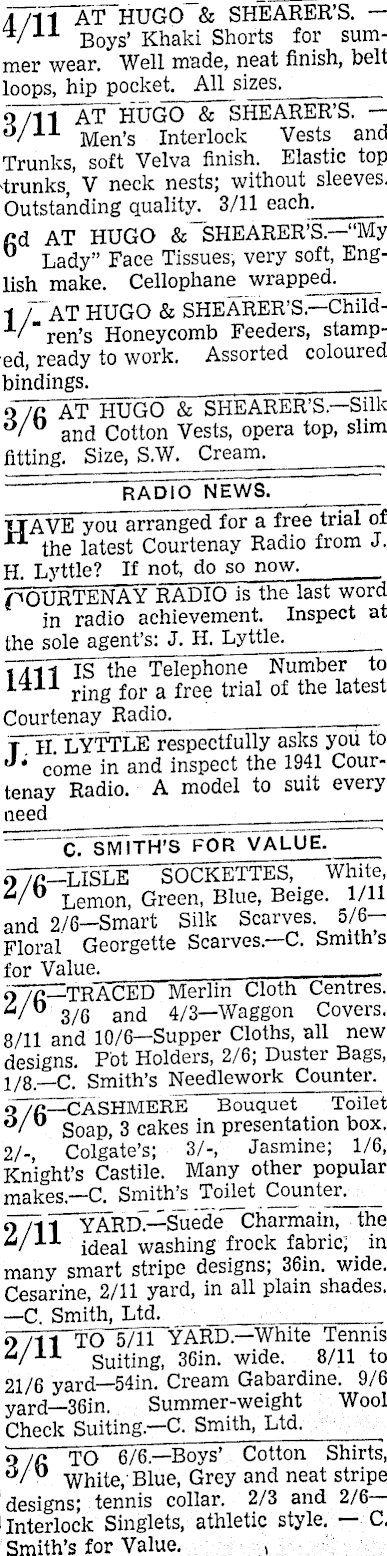 4/11 AT HUGO & SHEARER'S. —
Boys' Khaki Shorts for sum-
mer wear. Well made, neat finish, belt
loops, hip pocket. All sizes.
3/11 AT HUGO & SHEARER'S. —
Men's Interlock Vests and
Trunks, soft Velva finish. Elastic top
trunks, V neck nests; without sleeves.
Outstanding quality. 3/11 each.
6d AT HUGO & SHEARER'S.—"My
Lady" Face Tissues, very soft, Eng-
lish make. Cellophane wrapped.
1/- AT HUGO & SHEARER'S.—Child-
ren's Honeycomb Feeders, stamp-
ed, ready to work. Assorted coloured
bindings.
3/6 AT HUGO & SHEARER'S.—Silk
and Cotton Vests, opera top, slim
fitting. Size, S.W. Cream.
RADIO NEWS.
HAVE you arranged for a free trial of
the latest Courtenay Radio from J.
H. Lyttle? If not, do so now.
COURTENAY RADIO is the last word
in radio achievement. Inspect at
the sole agent's: J. H. Lyttle.
1411 IS the Telephone Number to
ring for a free trial of the latest
Courtenay Radio.
J. H. LYTTLE respectfully asks you to
come in and inspect the 1941 Cour-
tenay Radio. A model to suit every
need
C. SMITH'S FOR VALUE.
2/6—LISLE SOCKETTES, White,
Lemon, Green, Blue, Beige. 1/11
and 2/6—Smart Silk Scarves. 5/6—
Floral Georgette Scarves.—C. Smith's
for Value.
2/6—TRACED Merlin Cloth Centres.
3/6 and 4/3—Waggon Covers.
8/11 and 10/6—Supper Cloths, all new
designs. Pot Holders, 2/6; Duster Bags,
1/8.—C. Smith's Needlework Counter.
3/6—CASHMERE Bouquet Toilet
Soap, 3 cakes in presentation box.
2/-, Colgate's; 3/-, Jasmine; 1/6,
Knight's Castile. Many other popular
makes.—C. Smith's Toilet Counter.
2/11 YARD.—Suede Charmain, the
ideal washing frock fabric, in
many smart stripe designs; 36in. wide.
Cesarine, 2/11 yard, in all plain shades.
—C. Smith, Ltd.
2/11 TO 5/11 YARD.—White Tennis
Suiting, 36in. wide. 8/11 to
21/6 yard—54in. Cream Gabardine. 9/6
yard—36in. Summer-weight Wool
Check Suiting.—C. Smith, Ltd.
3/6 TO 6/6.—Boys' Cotton Shirts,
White, Blue, Grey and neat stripe
designs; tennis collar. 2/3 and 2/6—
Interlock Singlets, athletic style. — C.
Smith's for Value.